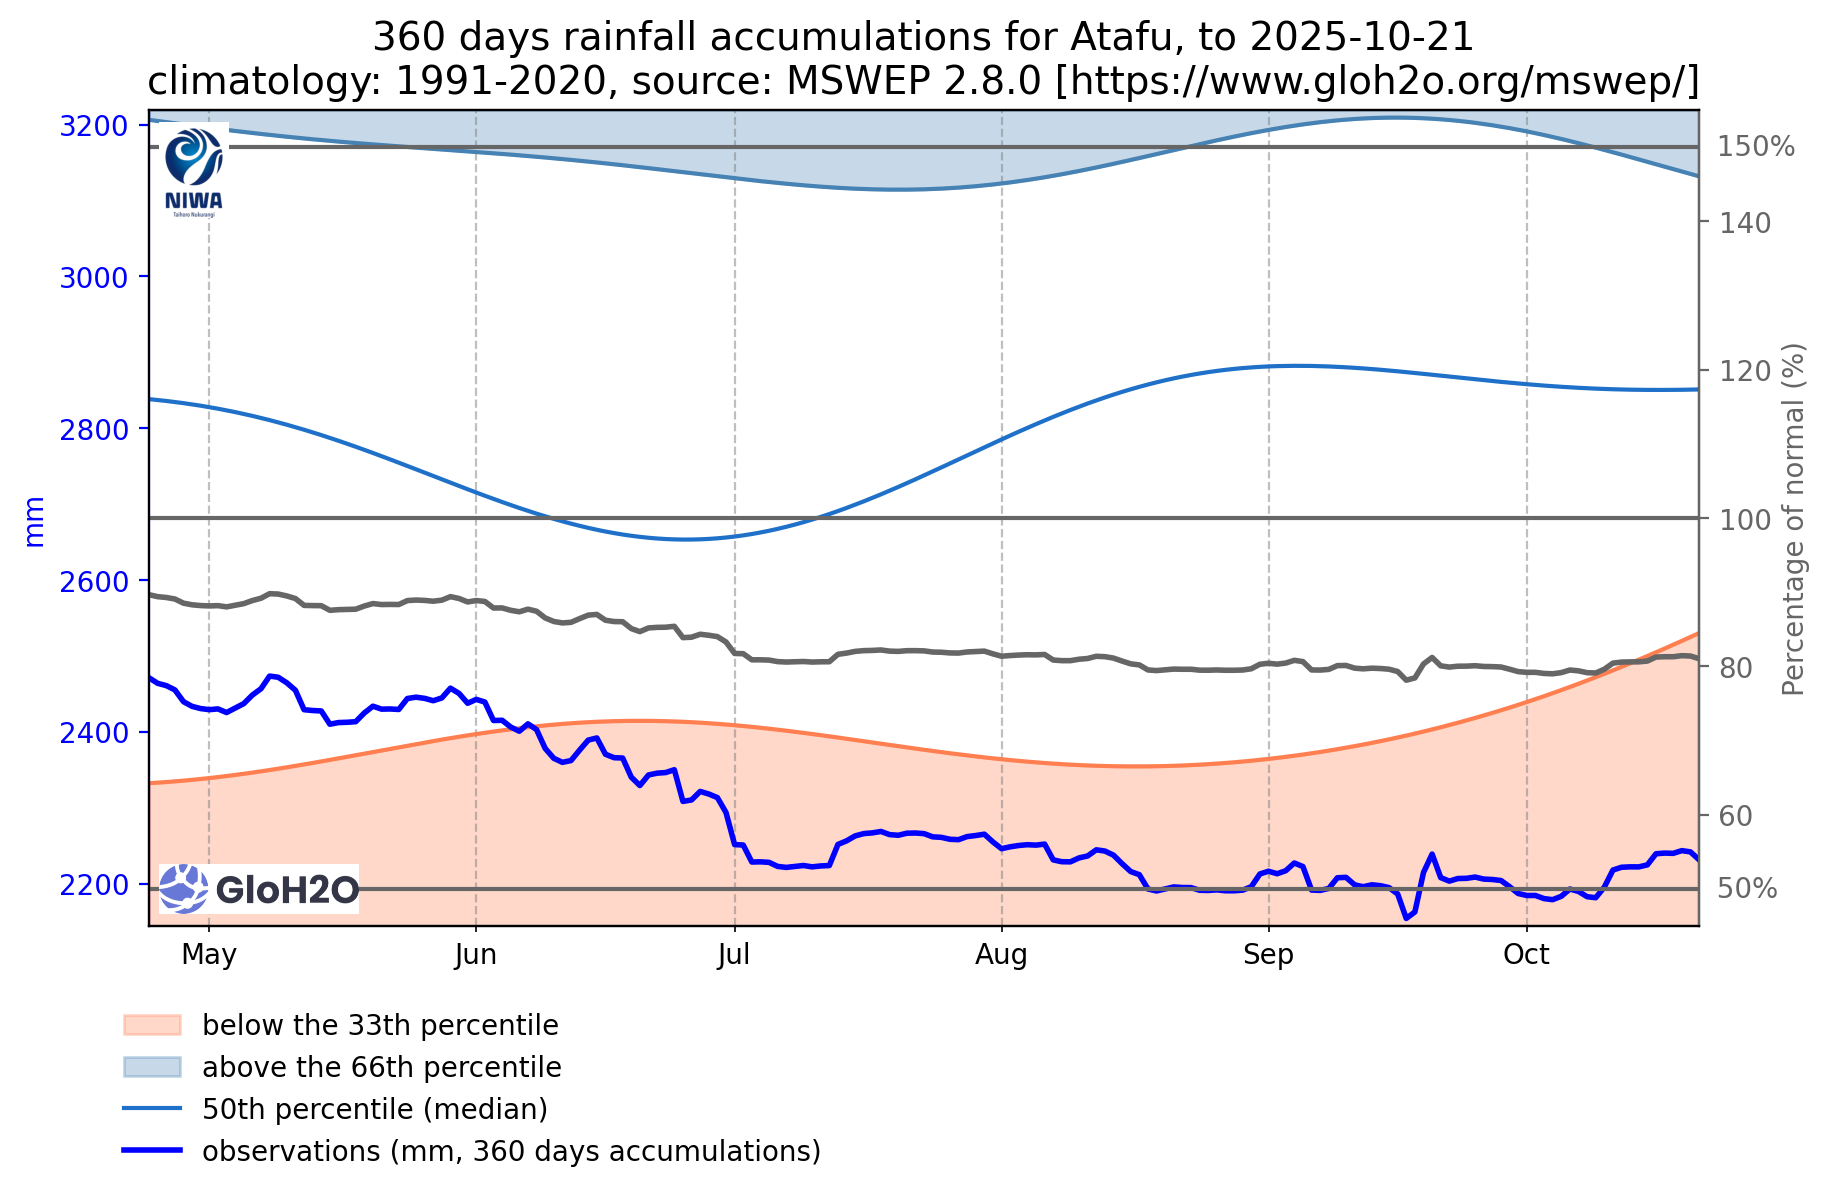 360 days rainfall accumulations for Atafu, to 2025-10-21
climatology: 1991-2020, source: MSWEP 2.8.0 [https://www.gloh2o.org/mswep/]
3200
3000
2800
2600
2400
2200
mm
NIWA
Taihoro Nukurangi
GloH2O
150%
140
120
100
80
60
50%
Percentage of normal (%)
May
Jun
Jul
Aug
Sep
Oct
below the 33th percentile
above the 66th percentile
50th percentile (median)
observations (mm, 360 days accumulations)